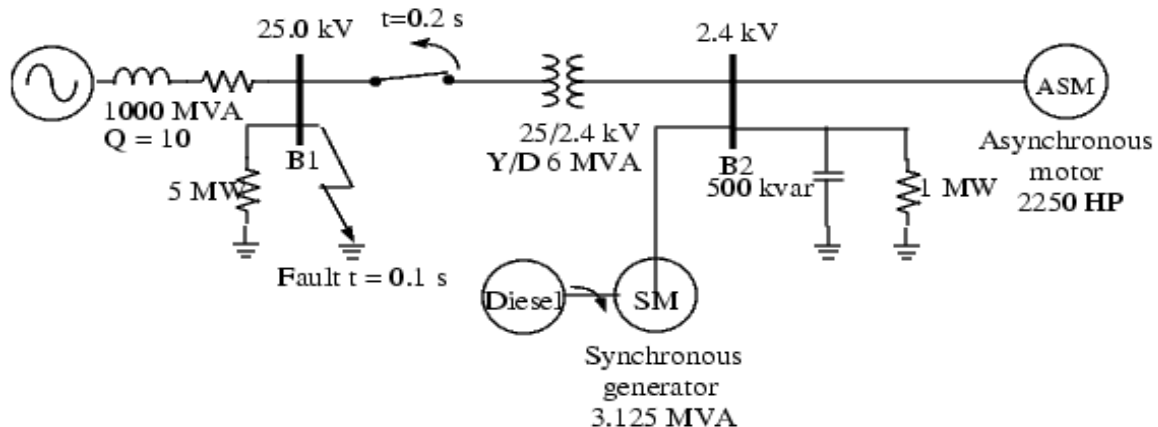 25.0 kV
t=0.2 s
2.4 kV
1000 MVA
Q = 10
B1
5 MW
Fault t = 0.1 s
25/2.4 kV
Y/D 6 MVA
B2
500 kvar
1 MW
ASM
Asynchronous
motor
2250 HP
Diesel
SM
Synchronous
generator
3.125 MVA